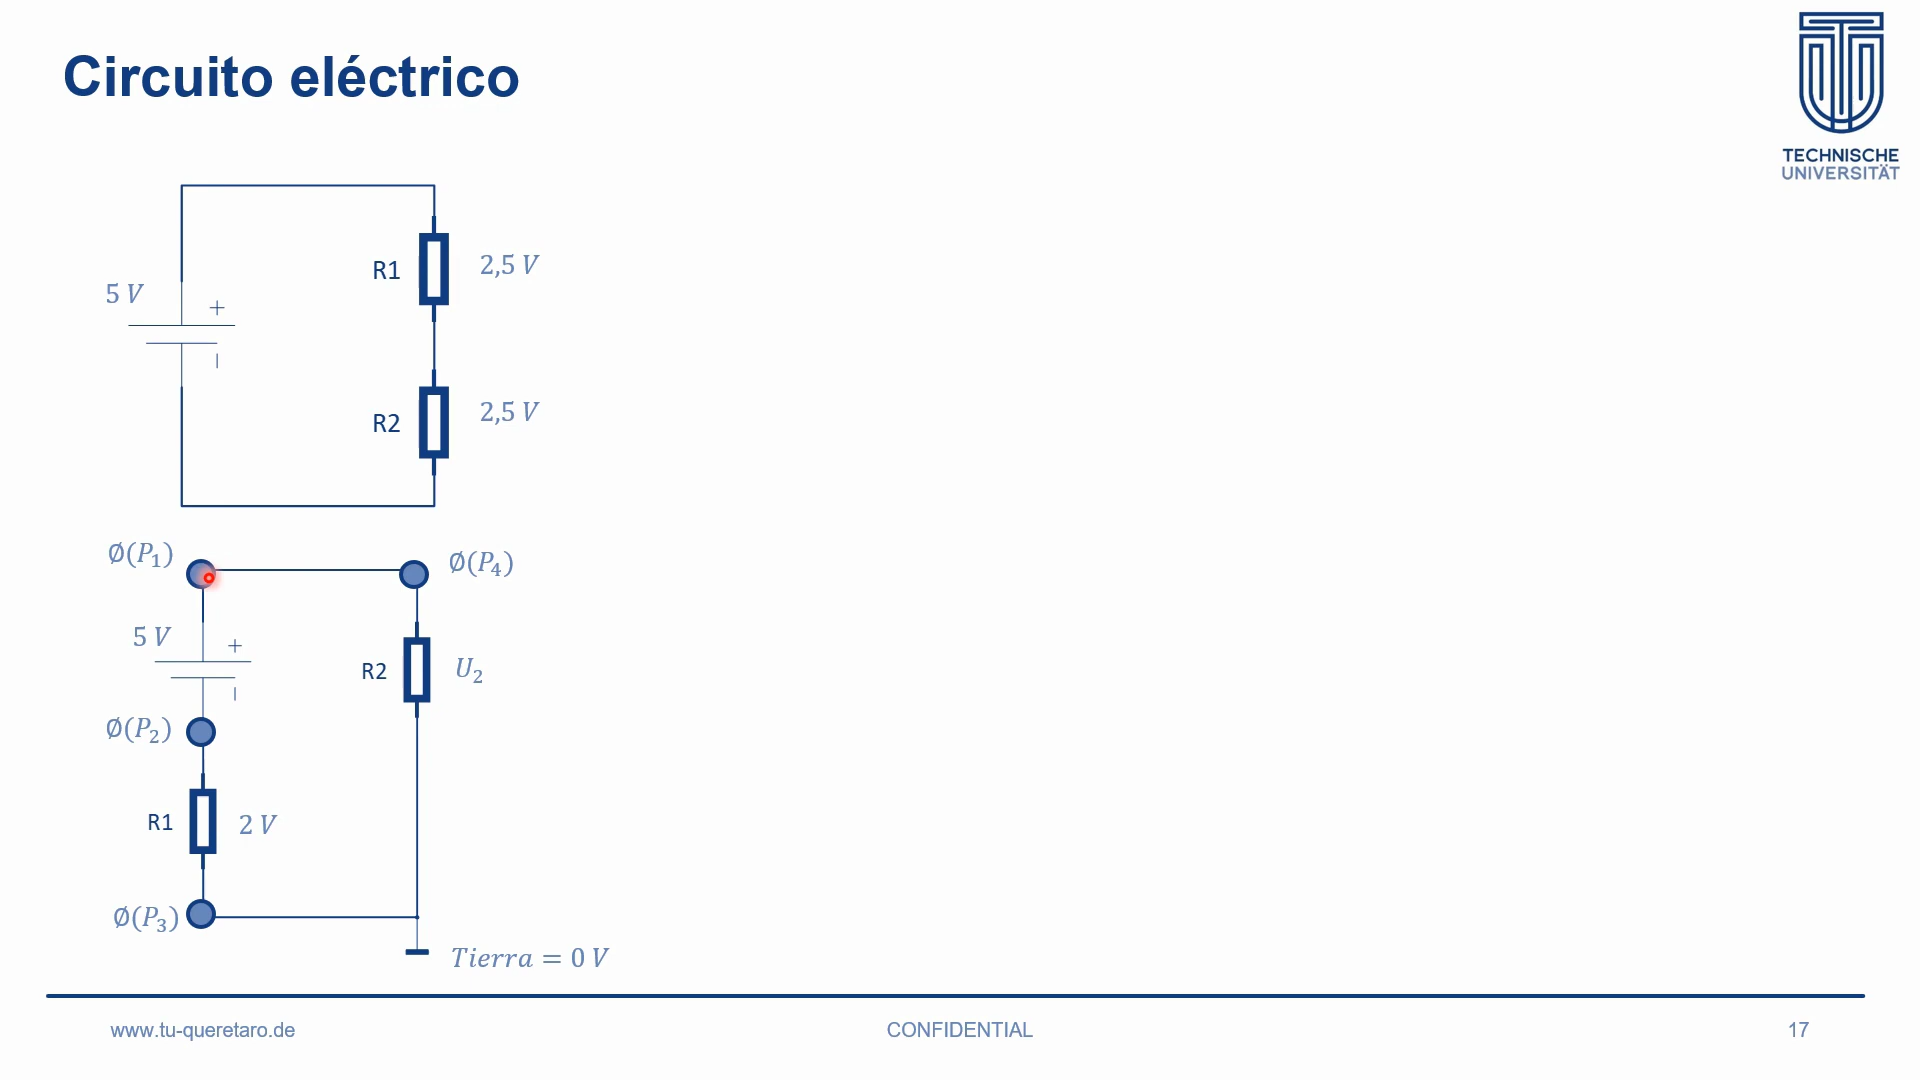 Circuito eléctrico
TECHNISCHE
UNIVERSITÄT
R1
2,5 V
5 V
+
−
R2
2,5 V
∅(P₁)
∅(P₄)
5 V
+
−
R2
U₂
∅(P₂)
R1
2 V
∅(P₃)
Tierra = 0 V
www.tu-queretaro.de
CONFIDENTIAL
17